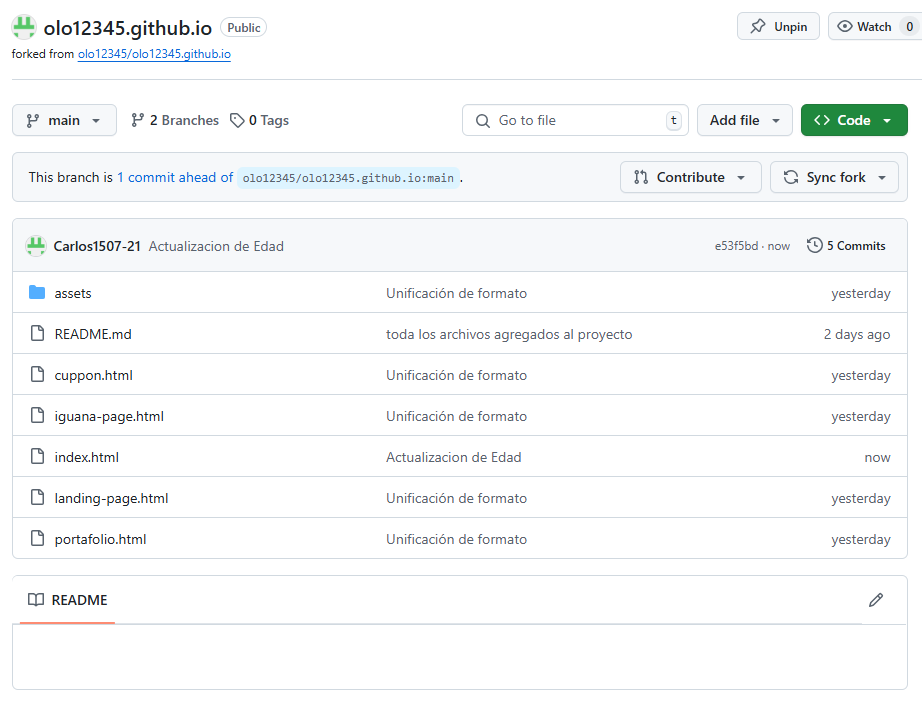 olo12345.github.io Public Pin Unpin Watch 0
forked from olo12345/olo12345.github.io
main 2 Branches 0 Tags Go to file t Add file Code
This branch is 1 commit ahead of olo12345/olo12345.github.io:main . Contribute Sync fork
Carlos1507-21 Actualizacion de Edad e53f5bd · now 5 Commits
assets Unificación de formato yesterday
README.md toda los archivos agregados al proyecto 2 days ago
cuppon.html Unificación de formato yesterday
iguana-page.html Unificación de formato yesterday
index.html Actualizacion de Edad now
landing-page.html Unificación de formato yesterday
portafolio.html Unificación de formato yesterday
README